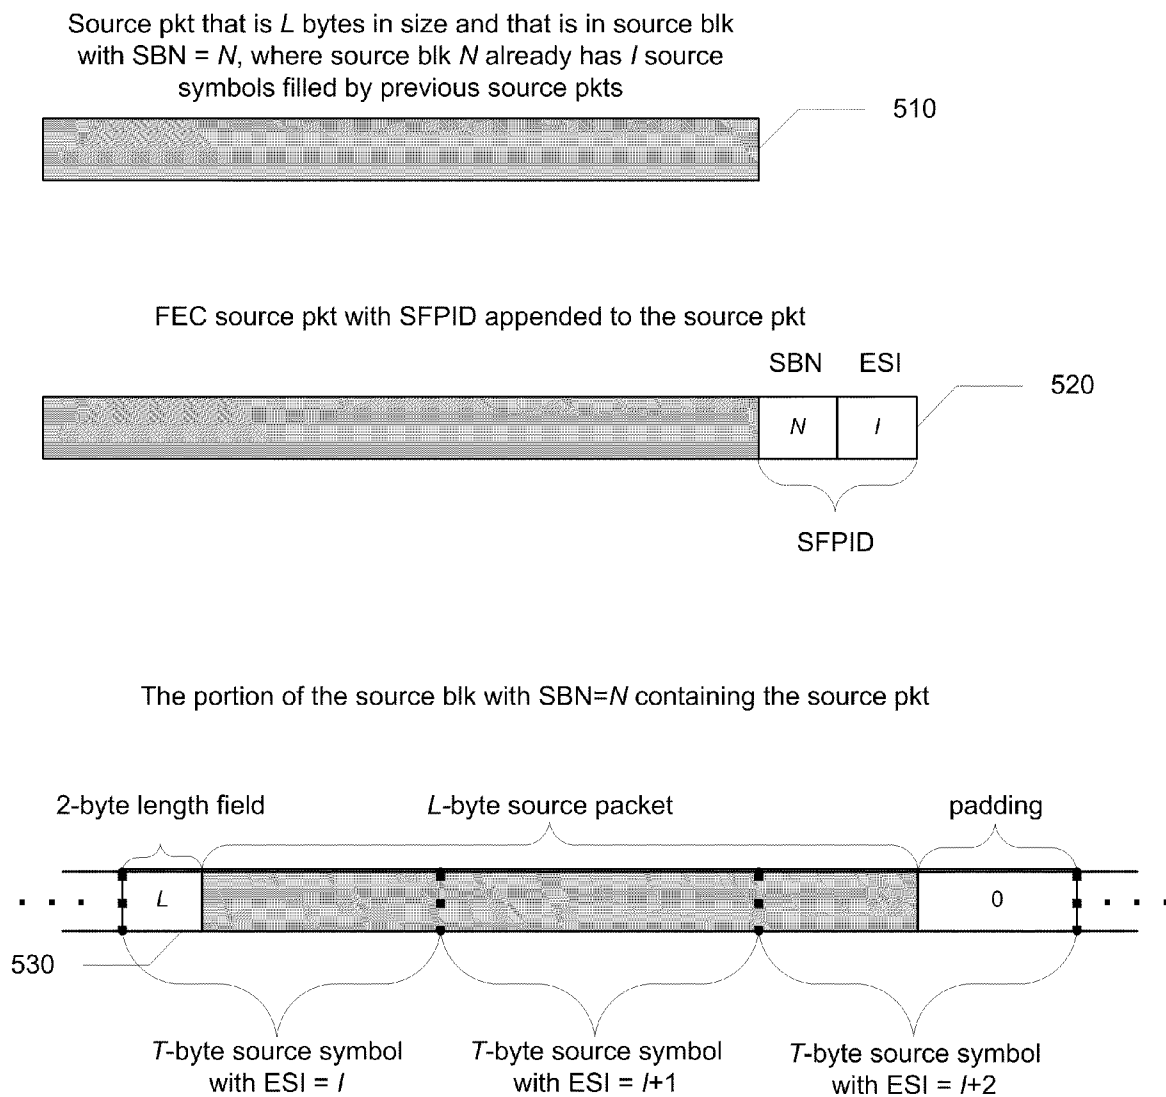 Source pkt that is L bytes in size and that is in source blk
with SBN = N, where source blk N already has I source
symbols filled by previous source pkts
510
FEC source pkt with SFPID appended to the source pkt
SBN ESI
520
N I
SFPID
The portion of the source blk with SBN=N containing the source pkt
2-byte length field L-byte source packet padding
. . . . L 0 . . . .
530
T-byte source symbol
with ESI = I
T-byte source symbol
with ESI = I+1
T-byte source symbol
with ESI = I+2